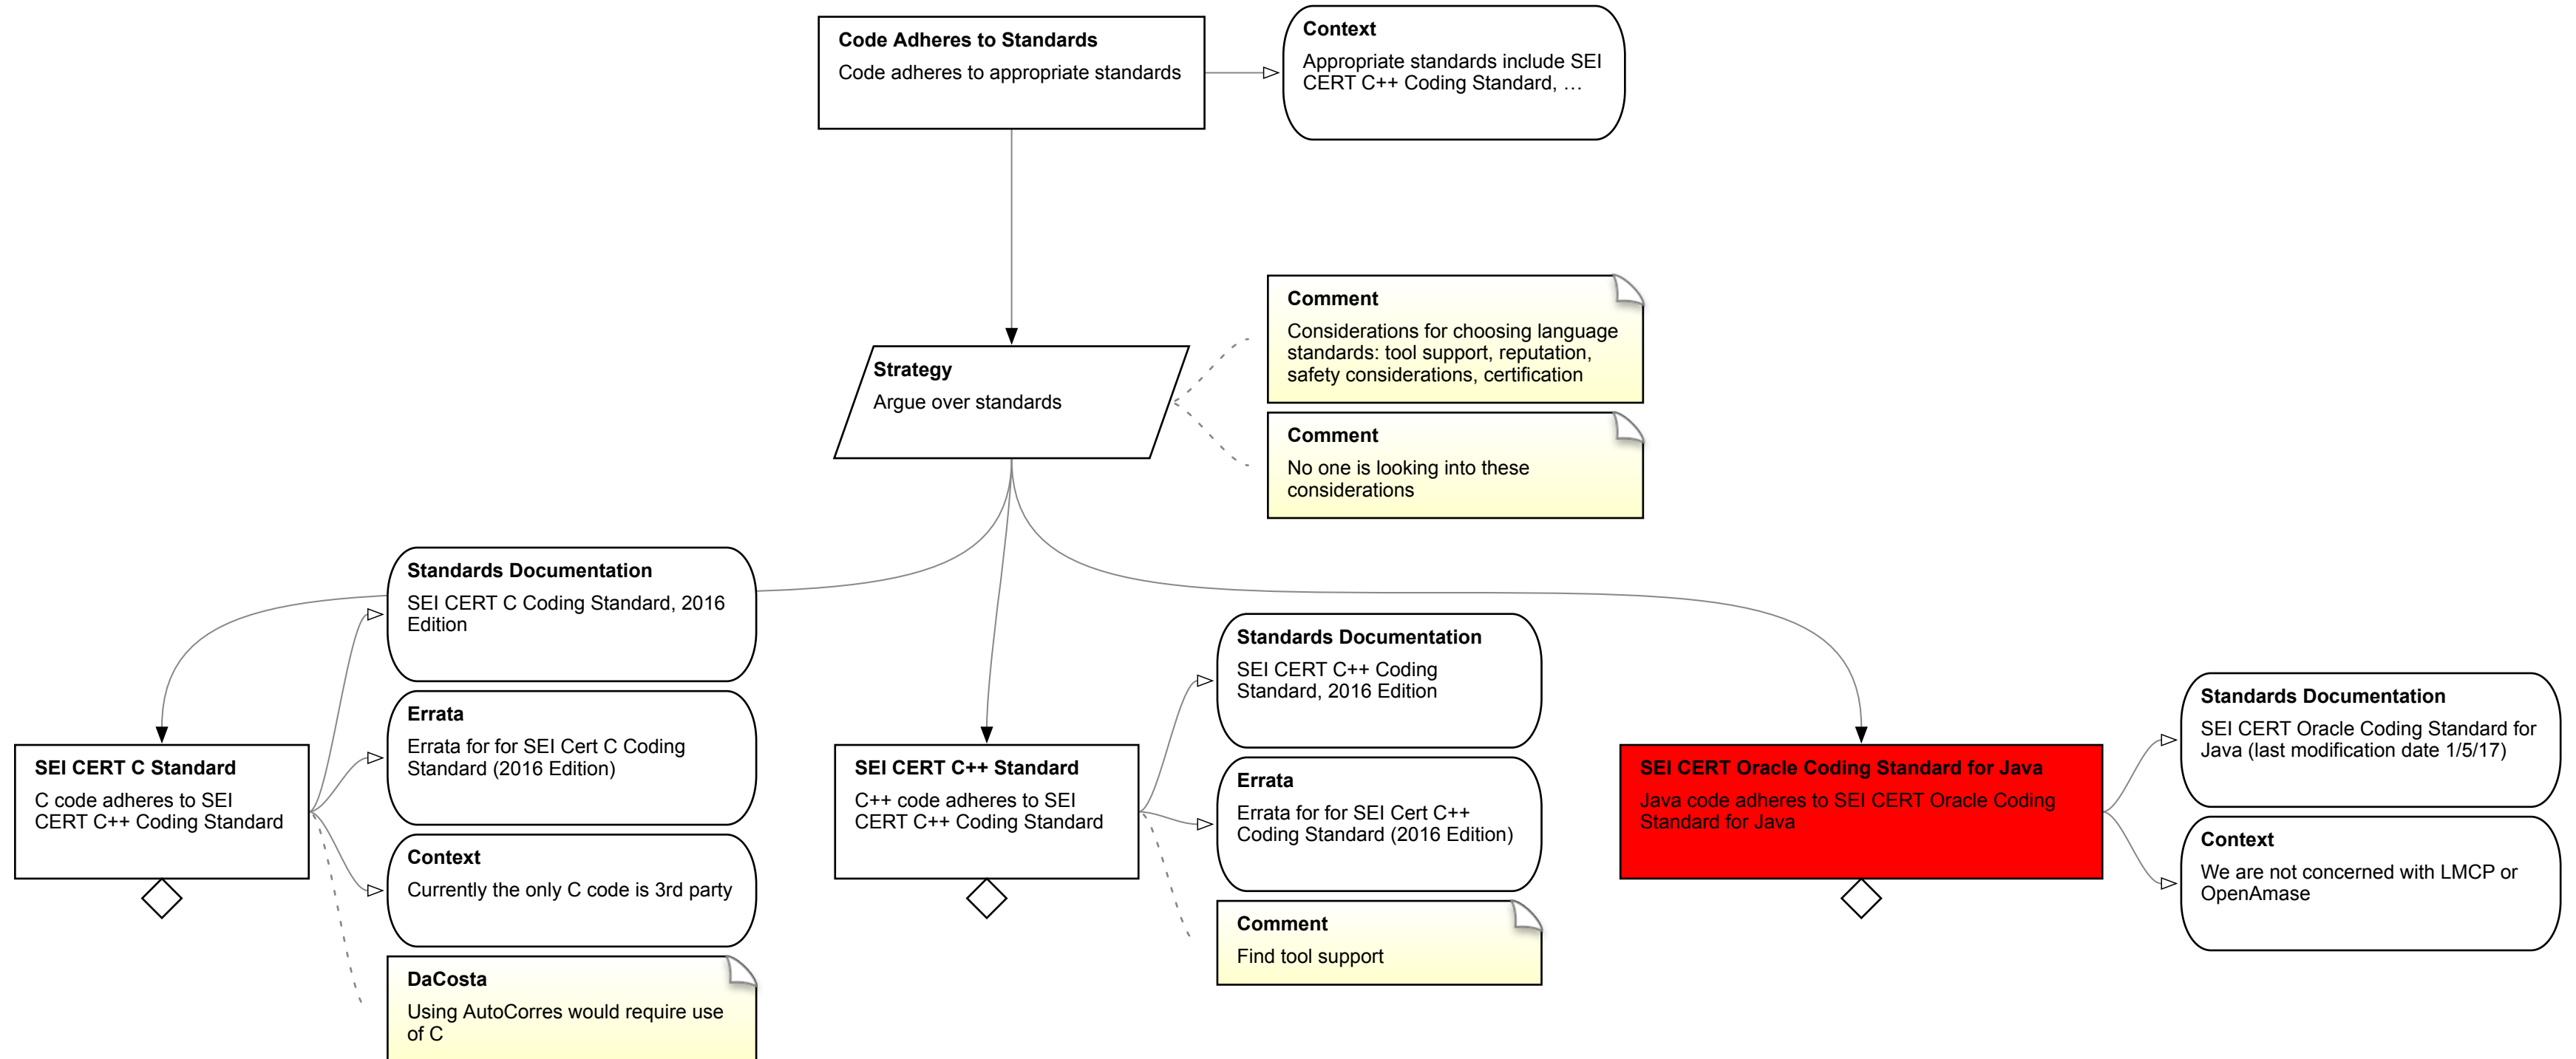 Code Adheres to Standards
Code adheres to appropriate standards
Context
Appropriate standards include SEI
CERT C++ Coding Standard, …
Strategy
Argue over standards
Comment
Considerations for choosing language
standards: tool support, reputation,
safety considerations, certification
Comment
No one is looking into these
considerations
SEI CERT C Standard
C code adheres to SEI
CERT C++ Coding Standard
Standards Documentation
SEI CERT C Coding Standard, 2016
Edition
Errata
Errata for for SEI Cert C Coding
Standard (2016 Edition)
Context
Currently the only C code is 3rd party
DaCosta
Using AutoCorres would require use
of C
SEI CERT C++ Standard
C++ code adheres to SEI
CERT C++ Coding Standard
Standards Documentation
SEI CERT C++ Coding
Standard, 2016 Edition
Errata
Errata for for SEI Cert C++
Coding Standard (2016 Edition)
Comment
Find tool support
SEI CERT Oracle Coding Standard for Java
Java code adheres to SEI CERT Oracle Coding
Standard for Java
Standards Documentation
SEI CERT Oracle Coding Standard for
Java (last modification date 1/5/17)
Context
We are not concerned with LMCP or
OpenAmase